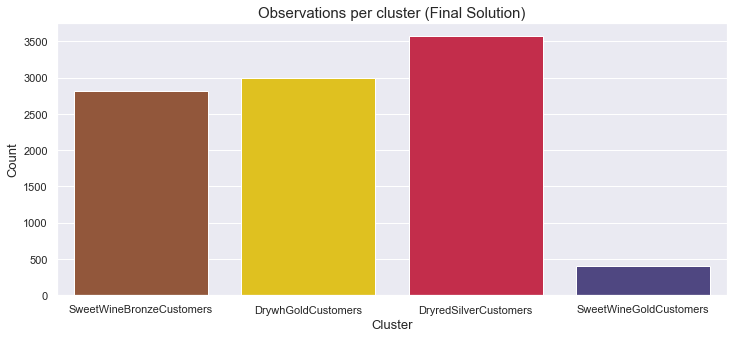 Observations per cluster (Final Solution)
3500
3000
2500
2000
1500
1000
500
0
Count
SweetWineBronzeCustomers DrywhGoldCustomers DryredSilverCustomers SweetWineGoldCustomers
Cluster